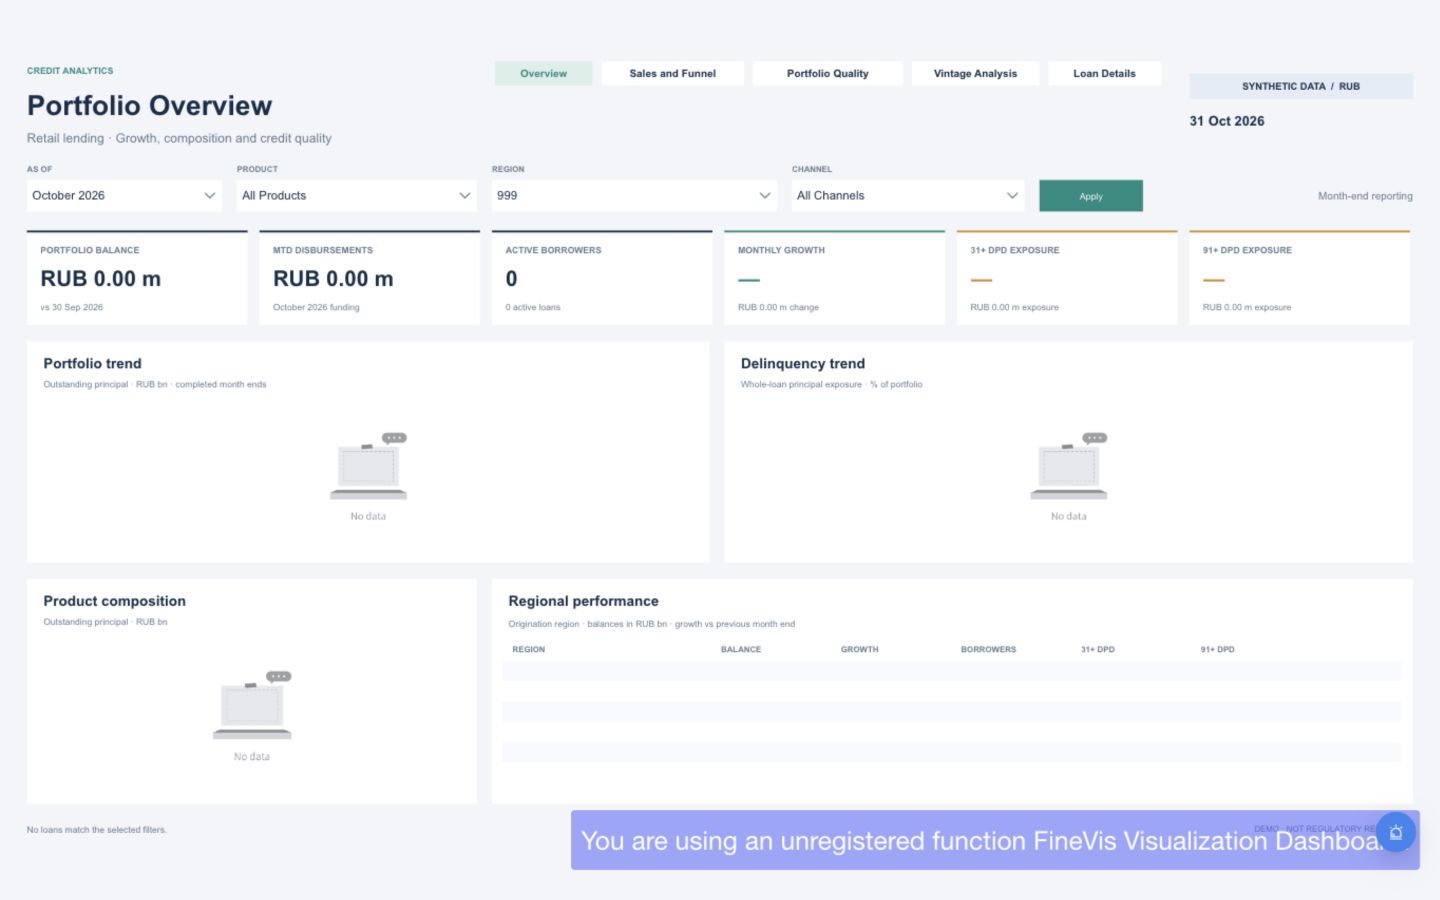 CREDIT ANALYTICS
Overview
Sales and Funnel
Portfolio Quality
Vintage Analysis
Loan Details
SYNTHETIC DATA / RUB
Portfolio Overview
31 Oct 2026
Retail lending · Growth, composition and credit quality
AS OF
PRODUCT
REGION
CHANNEL
October 2026
All Products
999
All Channels
Apply
Month-end reporting
PORTFOLIO BALANCE
RUB 0.00 m
vs 30 Sep 2026
MTD DISBURSEMENTS
RUB 0.00 m
October 2026 funding
ACTIVE BORROWERS
0
0 active loans
MONTHLY GROWTH
—
RUB 0.00 m change
31+ DPD EXPOSURE
—
RUB 0.00 m exposure
91+ DPD EXPOSURE
—
RUB 0.00 m exposure
Portfolio trend
Outstanding principal · RUB bn · completed month ends
No data
Delinquency trend
Whole-loan principal exposure · % of portfolio
No data
Product composition
Outstanding principal · RUB bn
No data
Regional performance
Origination region · balances in RUB bn · growth vs previous month end
REGION BALANCE GROWTH BORROWERS 31+ DPD 91+ DPD
No loans match the selected filters.
DEMO · NOT REGULATORY
You are using an unregistered function FineVis Visualization